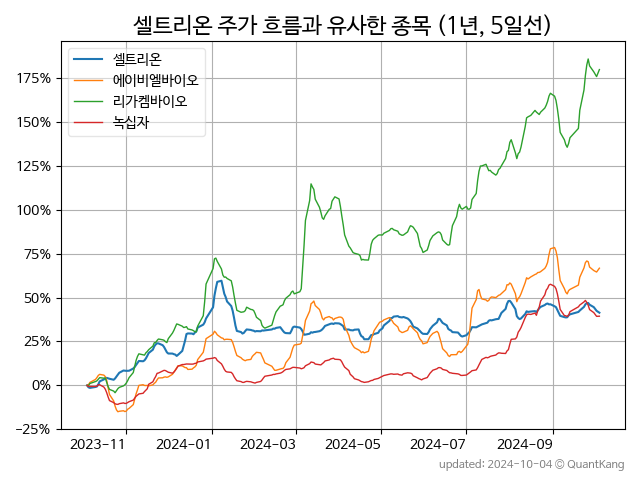 셀트리온 주가 흐름과 유사한 종목 (1년, 5일선)
셀트리온
에이비엘바이오
리가켐바이오
녹십자
175%
150%
125%
100%
75%
50%
25%
0%
−25%
2023-11 2024-01 2024-03 2024-05 2024-07 2024-09
updated: 2024-10-04 © QuantKang